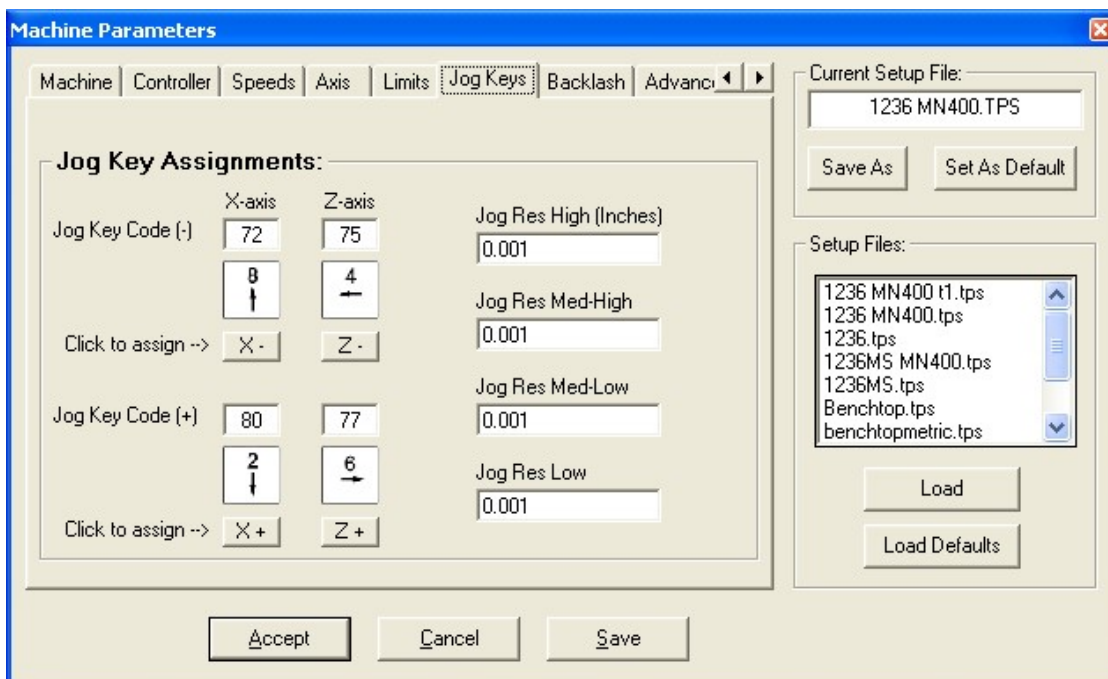 Machine Parameters
Machine Controller Speeds Axis Limits Jog Keys Backlash Advanc
Jog Key Assignments:
X-axis Z-axis
Jog Key Code (-) 72 75
8 4
Click to assign --> X - Z -
Jog Key Code (+) 80 77
2 6
Click to assign --> X + Z +
Jog Res High (Inches)
0.001
Jog Res Med-High
0.001
Jog Res Med-Low
0.001
Jog Res Low
0.001
Current Setup File:
1236 MN400.TPS
Save As Set As Default
Setup Files:
1236 MN400 t1.tps
1236 MN400.tps
1236.tps
1236MS MN400.tps
1236MS.tps
Benchtop.tps
benchtopmetric.tps
Load
Load Defaults
Accept Cancel Save